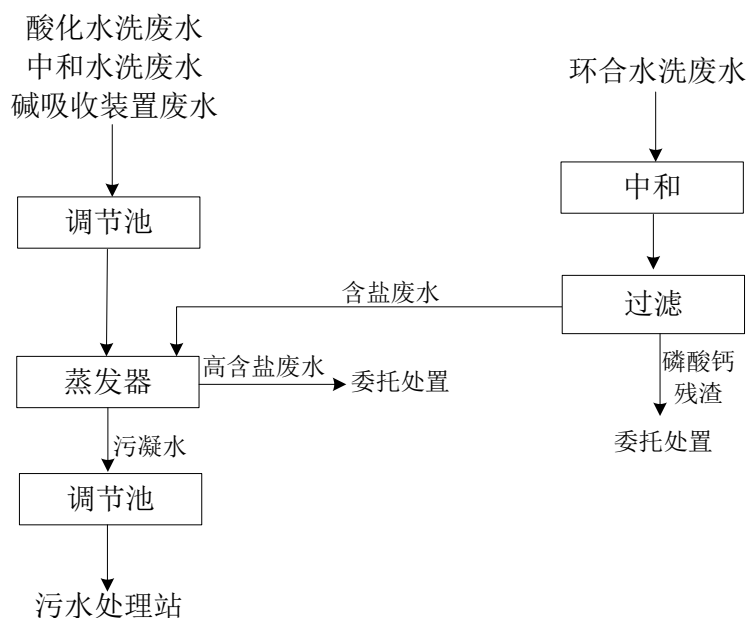 酸化水洗废水
中和水洗废水
碱吸收装置废水
环合水洗废水
中和
调节池
含盐废水
过滤
蒸发器
高含盐废水
委托处置
磷酸钙
残渣
污凝水
委托处置
调节池
污水处理站